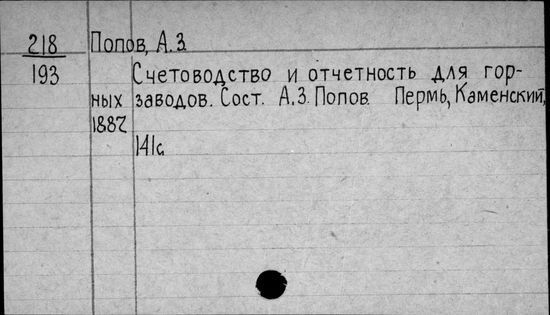 218 Попов, А. З.
193 Счетоводство и отчетность для гор-
ных заводов. Сост. А.З. Попов. Пермь, Каменский,
1887
141с.